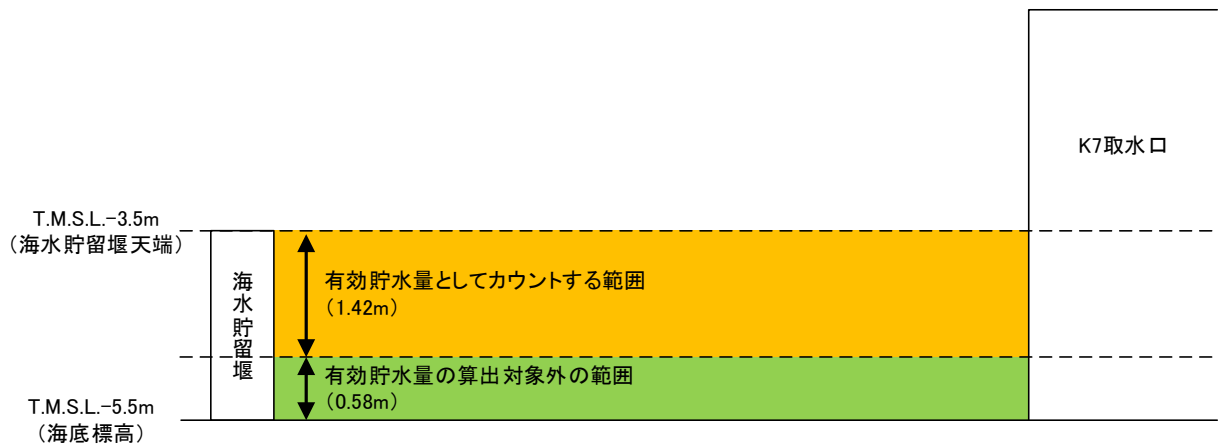 K7取水口
T.M.S.L.-3.5m
（海水貯留堰天端）
海水貯留堰
有効貯水量としてカウントする範囲
（1.42m）
有効貯水量の算出対象外の範囲
（0.58m）
T.M.S.L.-5.5m
（海底標高）